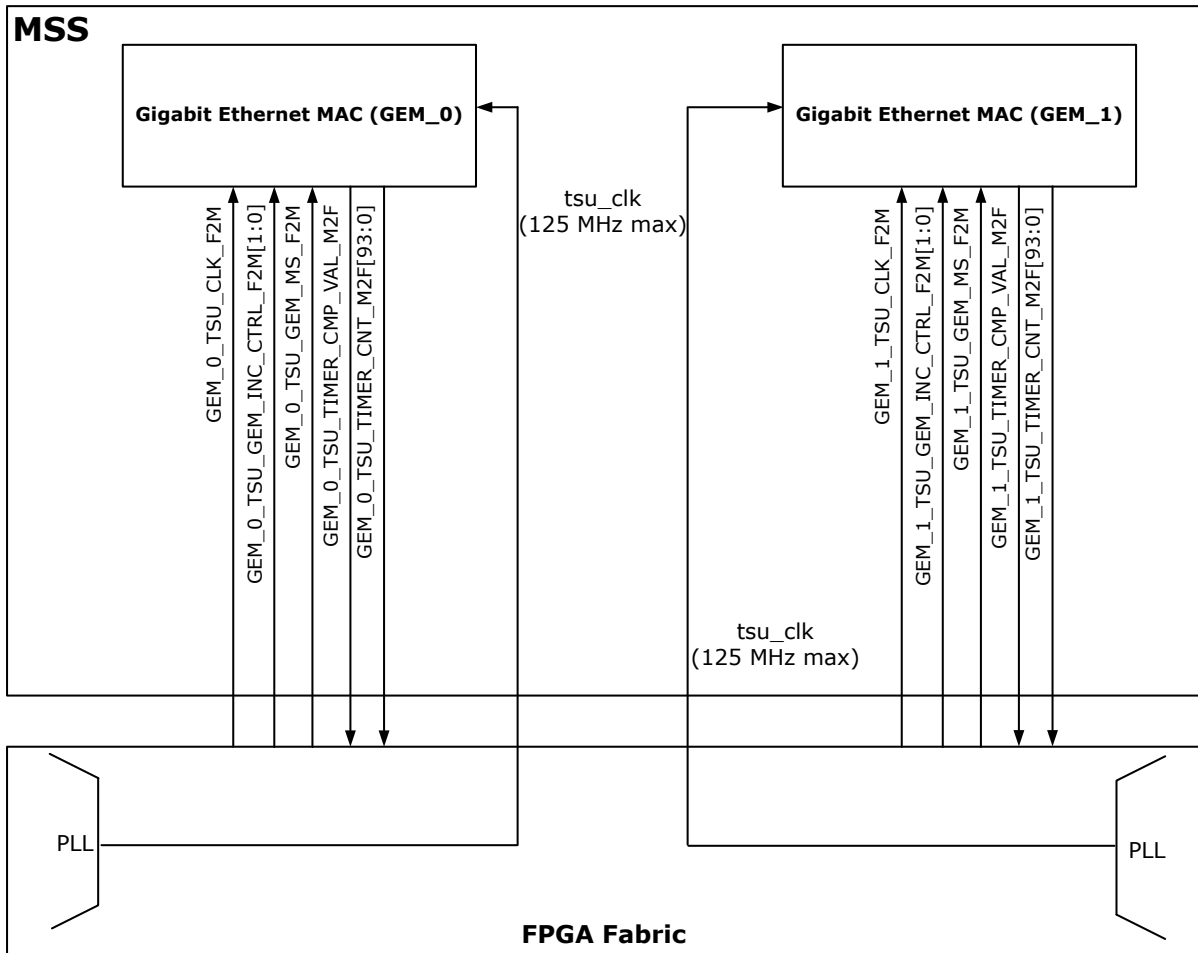 MSS
Gigabit Ethernet MAC (GEM_0)
Gigabit Ethernet MAC (GEM_1)
tsu_clk
(125 MHz max)
GEM_0_TSU_CLK_F2M
GEM_0_TSU_GEM_INC_CTRL_F2M[1:0]
GEM_0_TSU_GEM_MS_F2M
GEM_0_TSU_TIMER_CMP_VAL_M2F
GEM_0_TSU_TIMER_CNT_M2F[93:0]
GEM_1_TSU_CLK_F2M
GEM_1_TSU_GEM_INC_CTRL_F2M[1:0]
GEM_1_TSU_GEM_MS_F2M
GEM_1_TSU_TIMER_CMP_VAL_M2F
GEM_1_TSU_TIMER_CNT_M2F[93:0]
tsu_clk
(125 MHz max)
PLL
PLL
FPGA Fabric